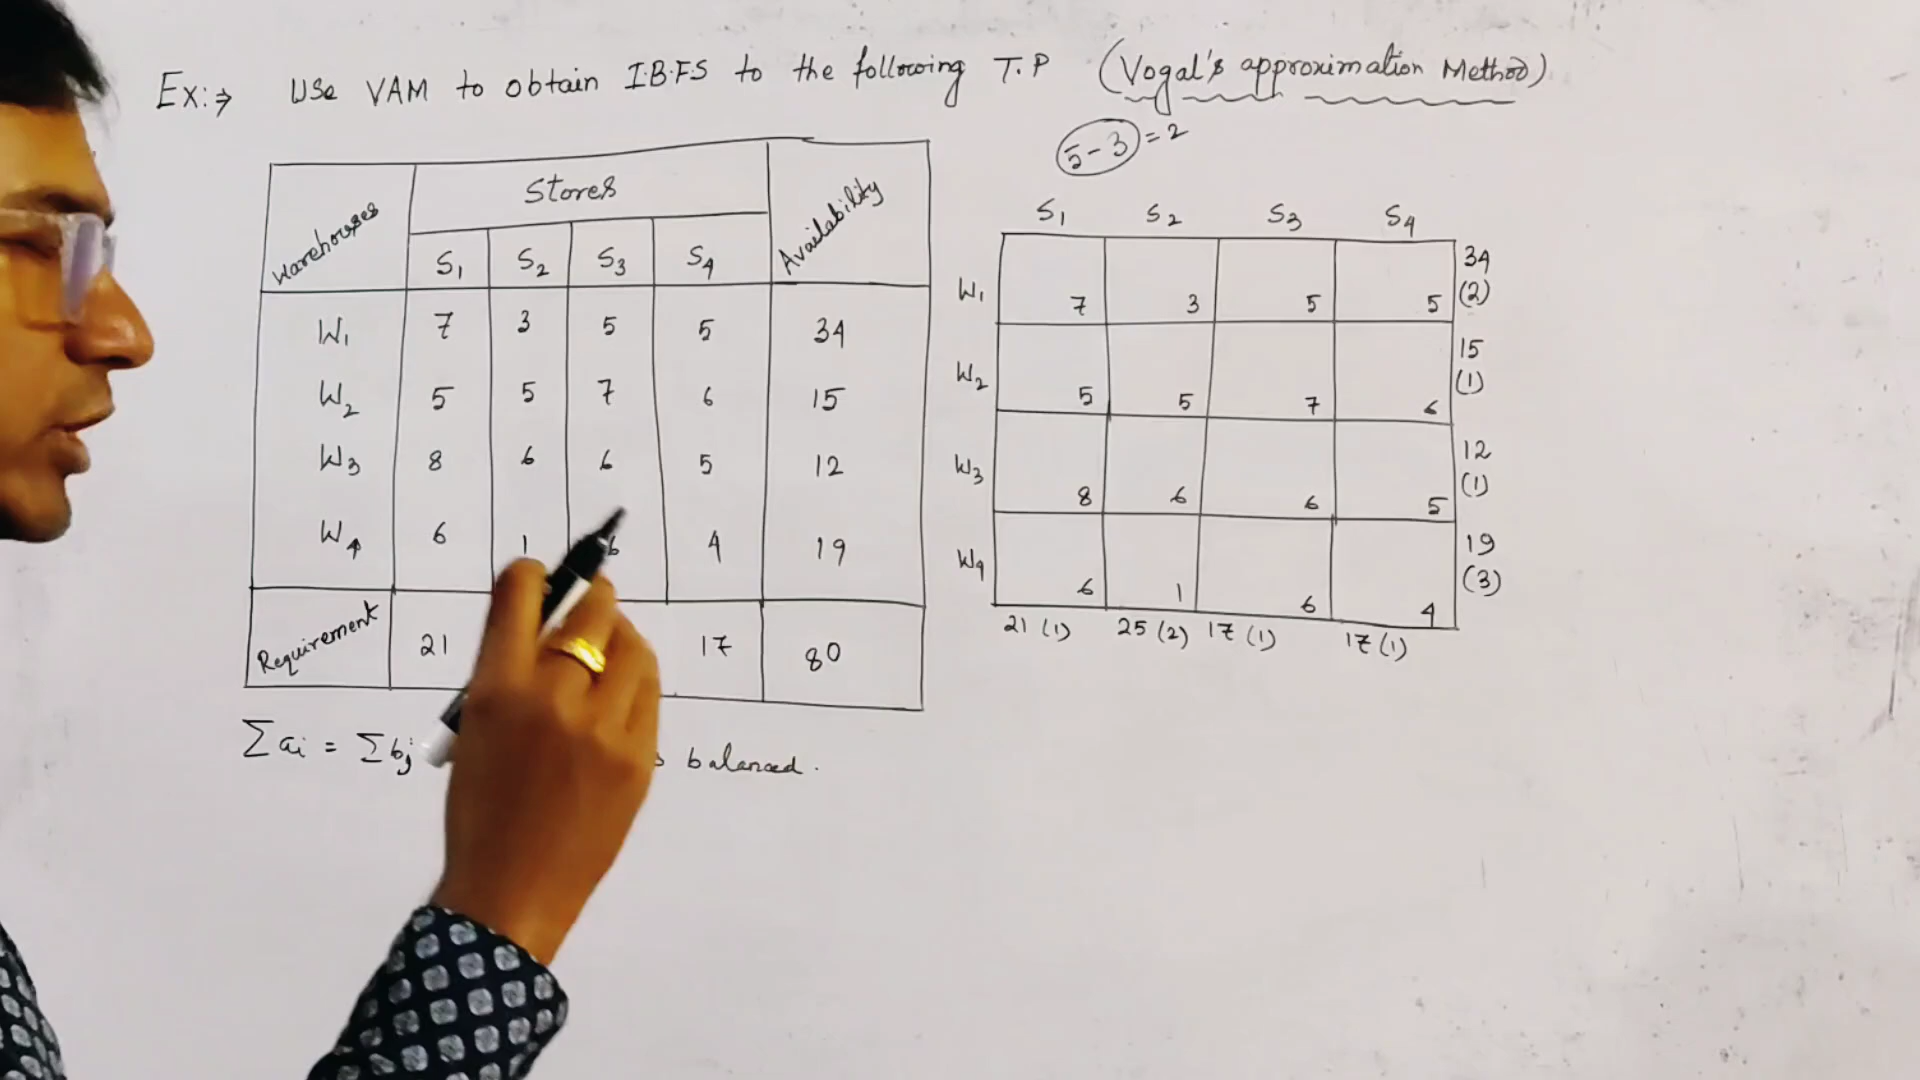 Ex:⇒ Use VAM to obtain I.B.F.S to the following T.P (Vogal's approximation Method)
5-3 = 2
Warehouses Stores Availability
S1 S2 S3 S4
W1 7 3 5 5 34
W2 5 5 7 6 15
W3 8 6 6 5 12
W4 6 1 6 4 19
Requirement 21 17 80
Σai = Σbj balanced.
S1 S2 S3 S4
W1 7 3 5 5 34 (2)
W2 5 5 7 6 15 (1)
W3 8 6 6 5 12 (1)
W4 6 1 6 4 19 (3)
21 (1) 25 (2) 17 (1) 17 (1)